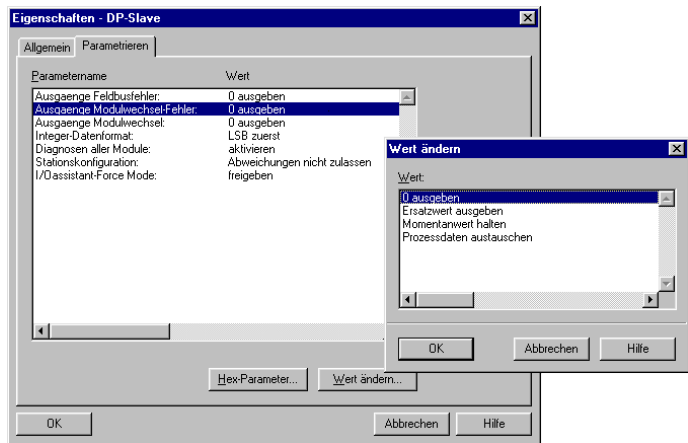 Eigenschaften - DP-Slave
Allgemein Parametrieren
Parametername Wert
Ausgaenge Feldbusfehler: 0 ausgeben
Ausgaenge Modulwechsel-Fehler: 0 ausgeben
Ausgaenge Modulwechsel: 0 ausgeben
Integer-Datenformat: LSB zuerst
Diagnosen aller Module: aktivieren
Stationskonfiguration: Abweichungen nicht zulassen
I/Oassistant-Force Mode: freigeben
Hex-Parameter... Wert ändern...
OK Abbrechen Hilfe
Wert ändern
Wert:
0 ausgeben
Ersatzwert ausgeben
Momentanwert halten
Prozessdaten austauschen
OK Abbrechen Hilfe